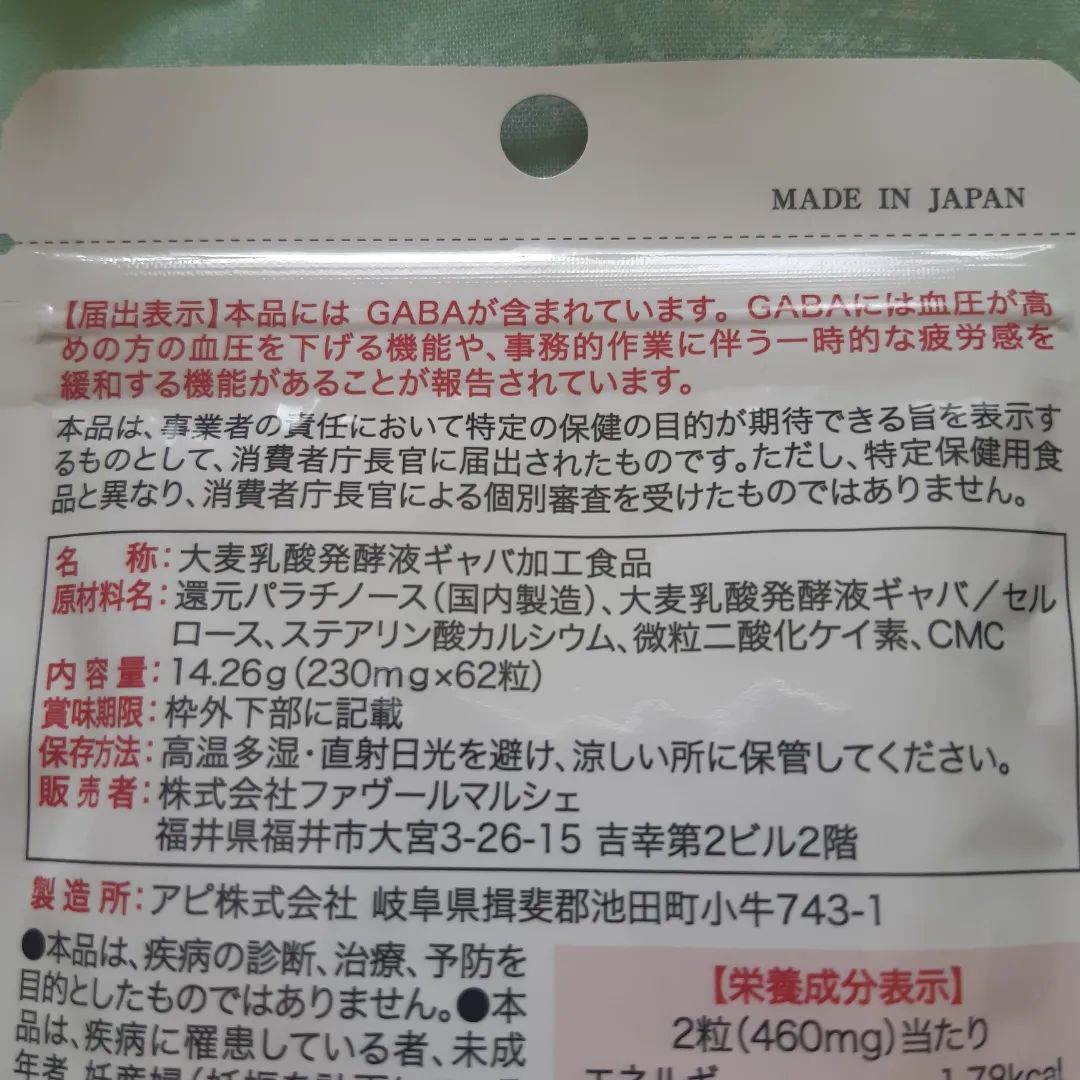 MADE IN JAPAN
【届出表示】本品には GABAが含まれています。GABAには血圧が高
めの方の血圧を下げる機能や、事務的作業に伴う一時的な疲労感を
緩和する機能があることが報告されています。
本品は、事業者の責任において特定の保健の目的が期待できる旨を表示す
るものとして、消費者庁長官に届出されたものです。ただし、特定保健用食
品と異なり、消費者庁長官による個別審査を受けたものではありません。
名 称：大麦乳酸発酵液ギャバ加工食品
原材料名：還元パラチノース（国内製造）、大麦乳酸発酵液ギャバ／セル
ロース、ステアリン酸カルシウム、微粒二酸化ケイ素、CMC
内容量：14.26g（230mg×62粒）
賞味期限：枠外下部に記載
保存方法：高温多湿・直射日光を避け、涼しい所に保管してください。
販売者：株式会社ファヴールマルシェ
福井県福井市大宮3-26-15 吉幸第2ビル2階
製造所：アピ株式会社 岐阜県揖斐郡池田町小牛743-1
●本品は、疾病の診断、治療、予防を
目的としたものではありません。●本
品は、疾病に罹患している者、未成
年者、妊産婦（妊娠を計画し
【栄養成分表示】
2粒（460mg）当たり
エネルギー 1.79kcal